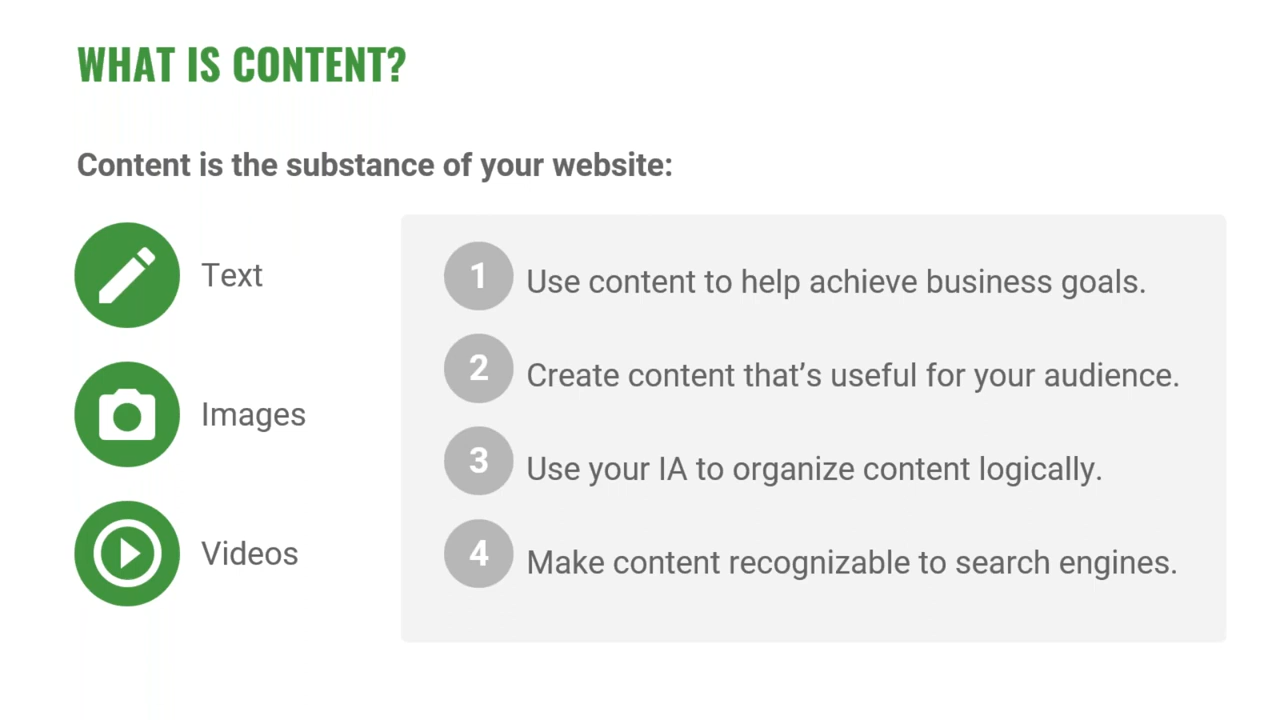 WHAT IS CONTENT?
Content is the substance of your website:
Text
Images
Videos
1 Use content to help achieve business goals.
2 Create content that’s useful for your audience.
3 Use your IA to organize content logically.
4 Make content recognizable to search engines.